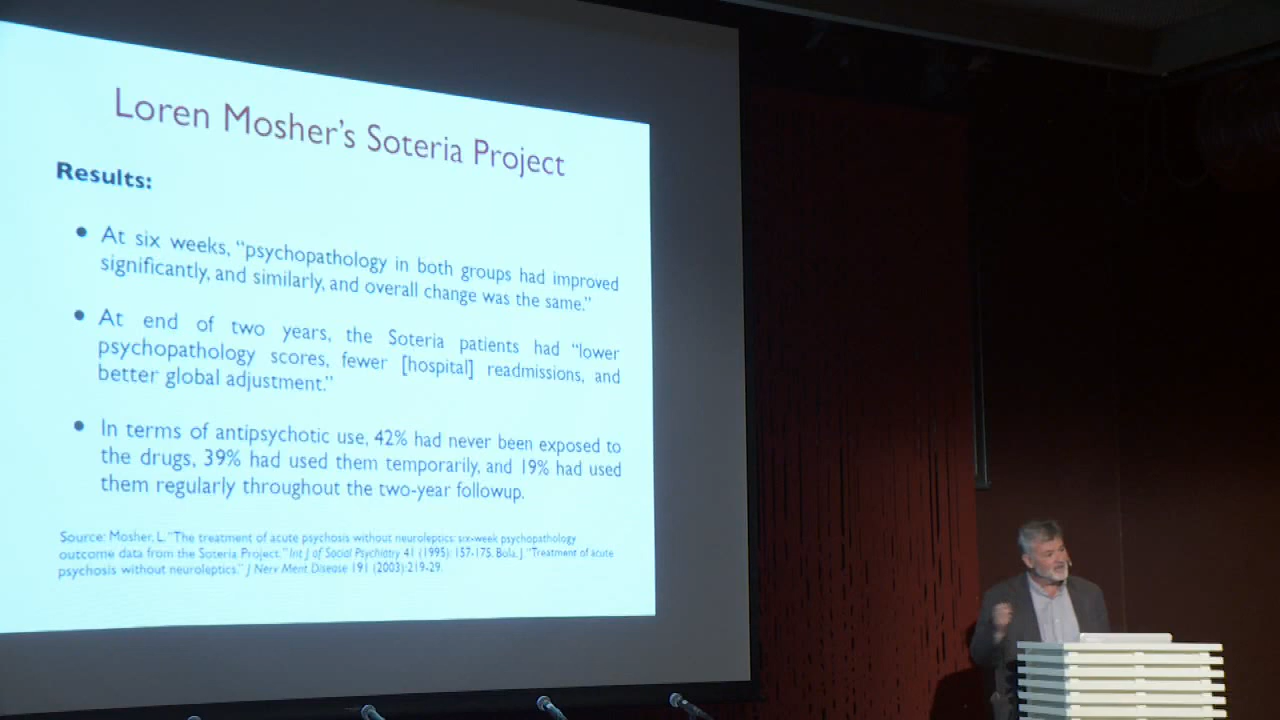 Loren Mosher's Soteria Project
Results:
• At six weeks, "psychopathology in both groups had improved
significantly, and similarly, and overall change was the same."
• At end of two years, the Soteria patients had "lower
psychopathology scores, fewer [hospital] readmissions, and
better global adjustment."
• In terms of antipsychotic use, 42% had never been exposed to
the drugs, 39% had used them temporarily, and 19% had used
them regularly throughout the two-year followup.
Source: Mosher, L. "The treatment of acute psychosis without neuroleptics: six-week psychopathology
outcome data from the Soteria Project." Int J of Social Psychiatry 41 (1995): 157-175. Bola, J "Treatment of acute
psychosis without neuroleptics." J Nerv Ment Disease 191 (2003):219-29.